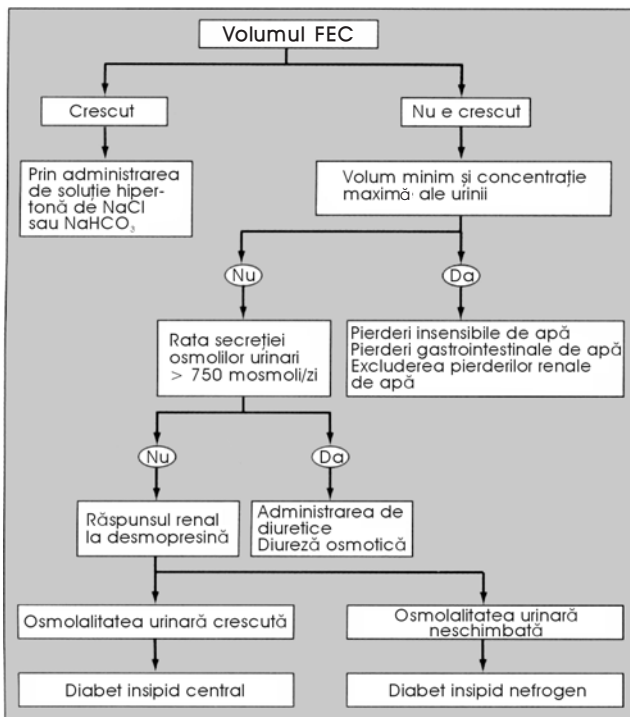 Volumul FEC
Crescut
Nu e crescut
Prin administrarea
de soluție hiper-
tonă de NaCl
sau NaHCO₃
Volum minim și concentrație
maximă ale urinii
Nu
Da
Rata secreției
osmolilor urinari
> 750 mosmoli/zi
Pierderi insensibile de apă
Pierderi gastrointestinale de apă
Excluderea pierderilor renale
de apă
Nu
Da
Răspunsul renal
la desmopresină
Administrarea de
diuretice
Diureză osmotică
Osmolalitatea urinară crescută
Osmolalitatea urinară
neschimbată
Diabet insipid central
Diabet insipid nefrogen